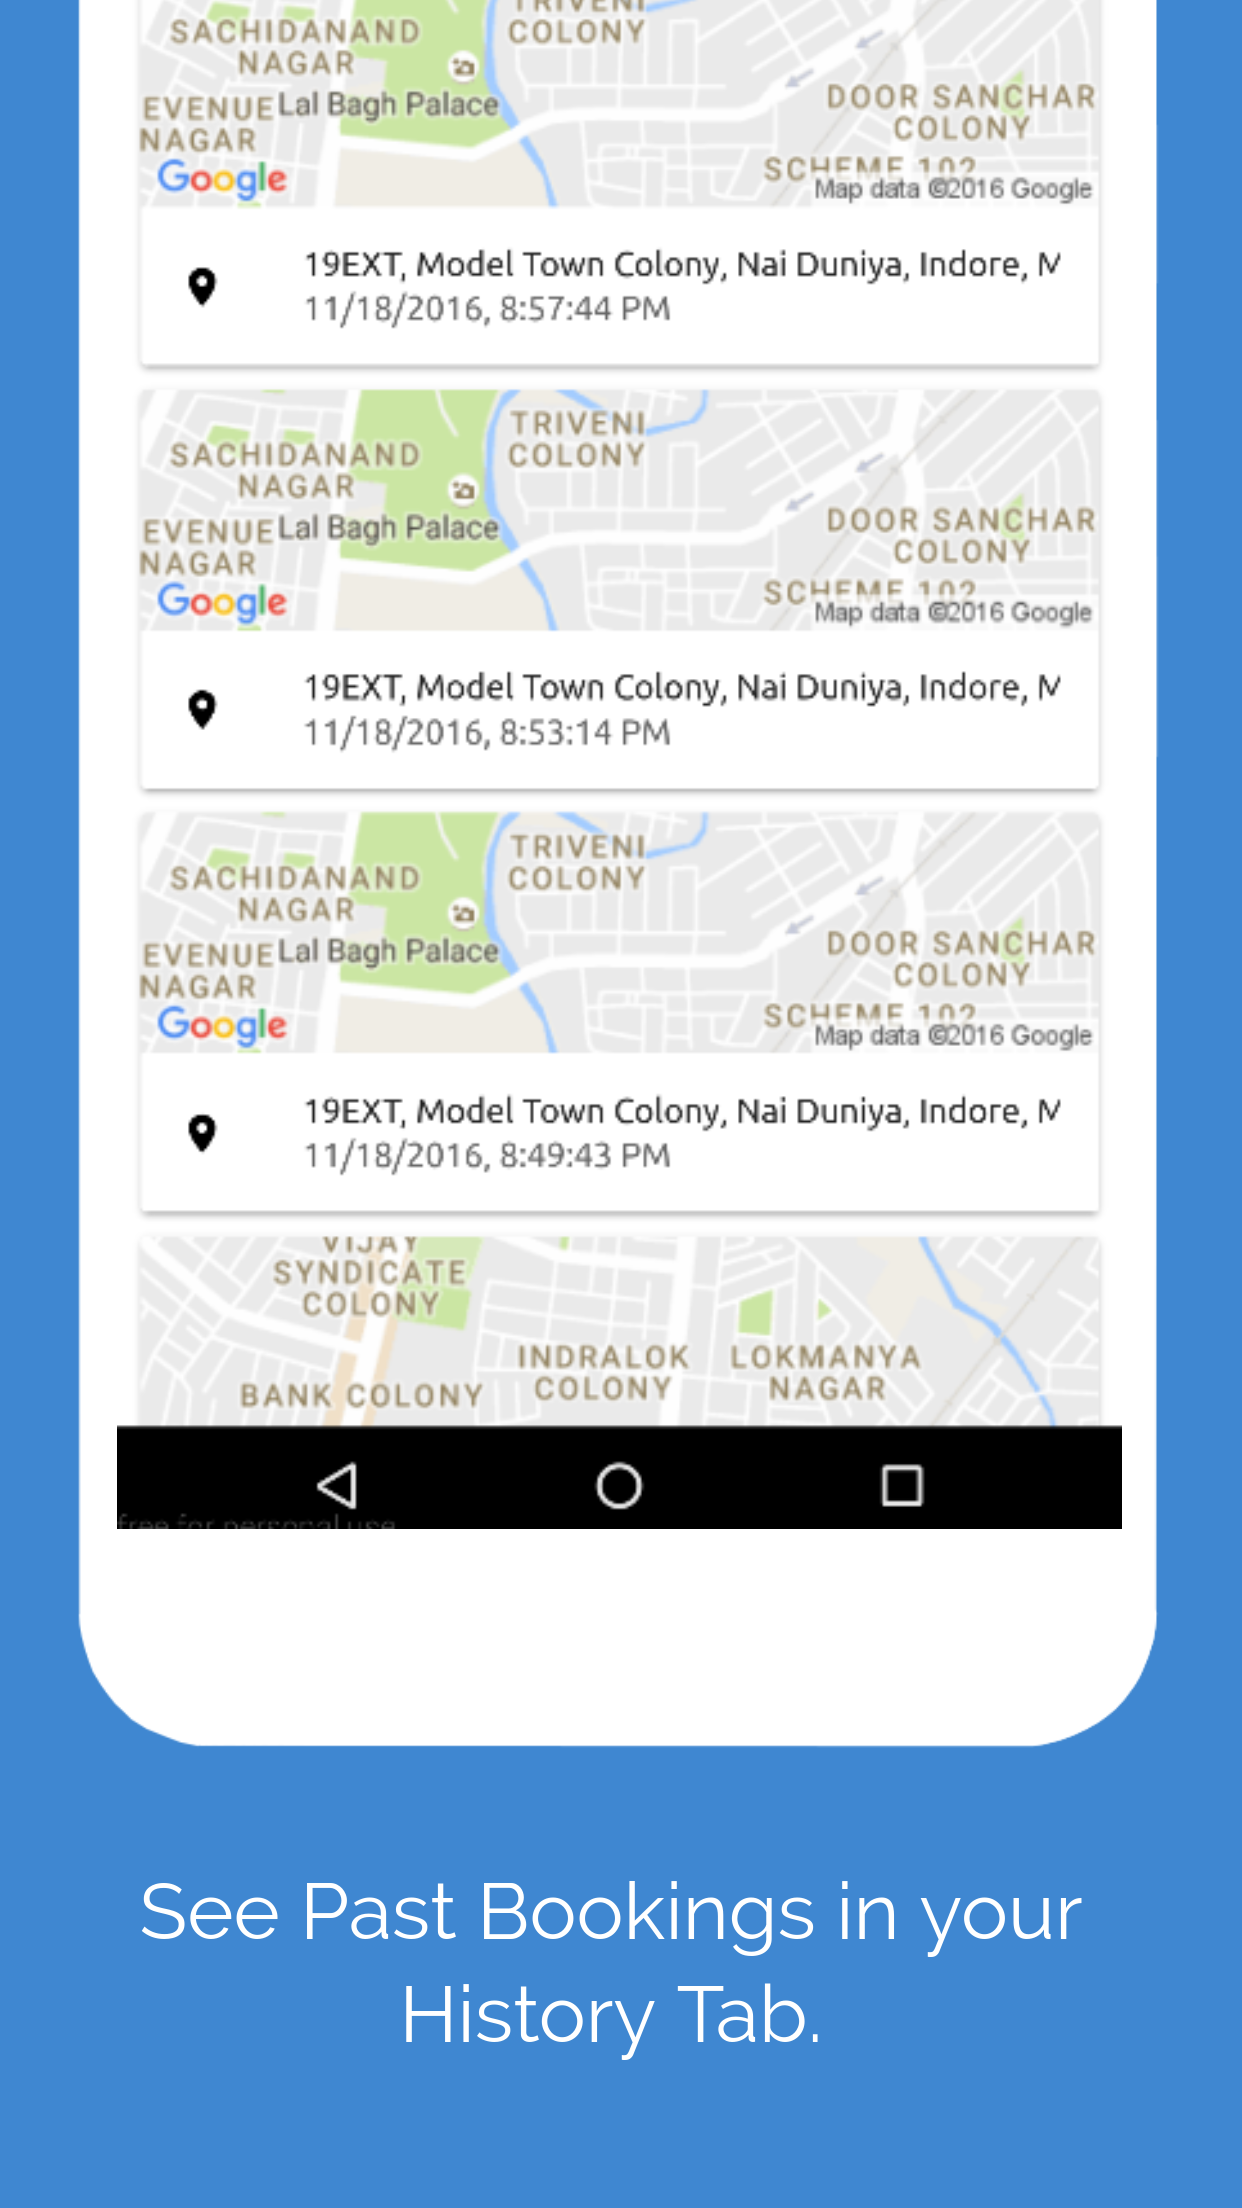 TRIVENI
COLONY
SACHIDANAND
NAGAR
EVENUE
NAGAR
Lal Bagh Palace
DOOR SANCHAR
COLONY
SCHEME 102
Google
Map data ©2016 Google
19EXT, Model Town Colony, Nai Duniya, Indore, M
11/18/2016, 8:57:44 PM
TRIVENI
COLONY
SACHIDANAND
NAGAR
EVENUE
NAGAR
Lal Bagh Palace
DOOR SANCHAR
COLONY
SCHEME 102
Google
Map data ©2016 Google
19EXT, Model Town Colony, Nai Duniya, Indore, M
11/18/2016, 8:53:14 PM
TRIVENI
COLONY
SACHIDANAND
NAGAR
EVENUE
NAGAR
Lal Bagh Palace
DOOR SANCHAR
COLONY
SCHEME 102
Google
Map data ©2016 Google
19EXT, Model Town Colony, Nai Duniya, Indore, M
11/18/2016, 8:49:43 PM
VIJAY
SYNDICATE
COLONY
INDRALOK
COLONY
LOKMANYA
NAGAR
BANK COLONY
free for personal use
See Past Bookings in your
History Tab.